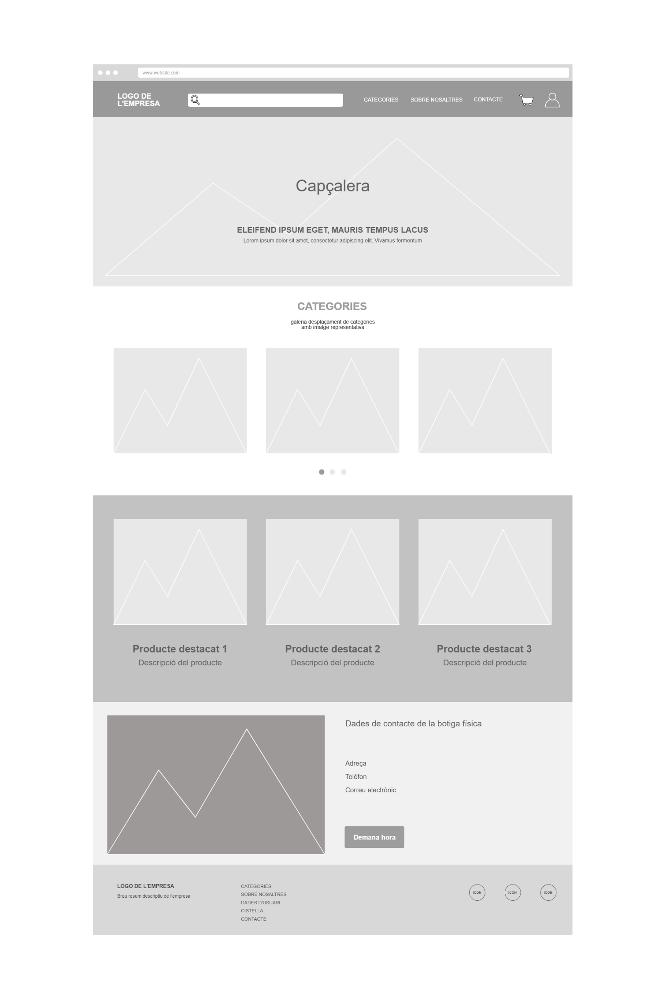 www.website.com
LOGO DE
L'EMPRESA
CATEGORIES
SOBRE NOSALTRES
CONTACTE
Capçalera
ELEIFEND IPSUM EGET, MAURIS TEMPUS LACUS
Lorem ipsum dolor sit amet, consectetur adipiscing elit. Vivamus fermentum
CATEGORIES
galeria desplaçament de categories
amb imatge representativa
Producte destacat 1
Descripció del producte
Producte destacat 2
Descripció del producte
Producte destacat 3
Descripció del producte
Dades de contacte de la botiga física
Adreça
Telèfon
Correu electrònic
Demana hora
LOGO DE L'EMPRESA
Breu resum descriptiu de l'empresa
CATEGORIES
SOBRE NOSALTRES
DADES D'USUARI
CISTELLA
CONTACTE
ICON
ICON
ICON